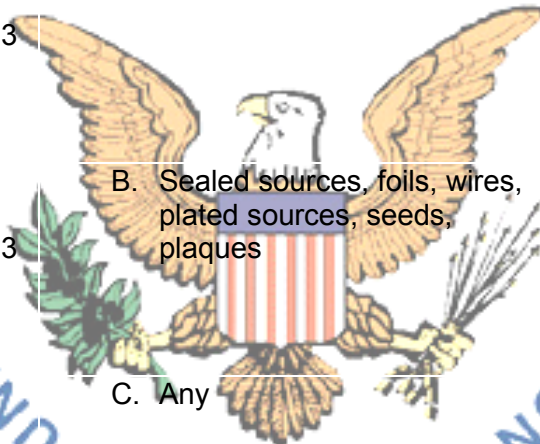 3
B. Sealed sources, foils, wires,
plated sources, seeds,
3 plaques
C. Any